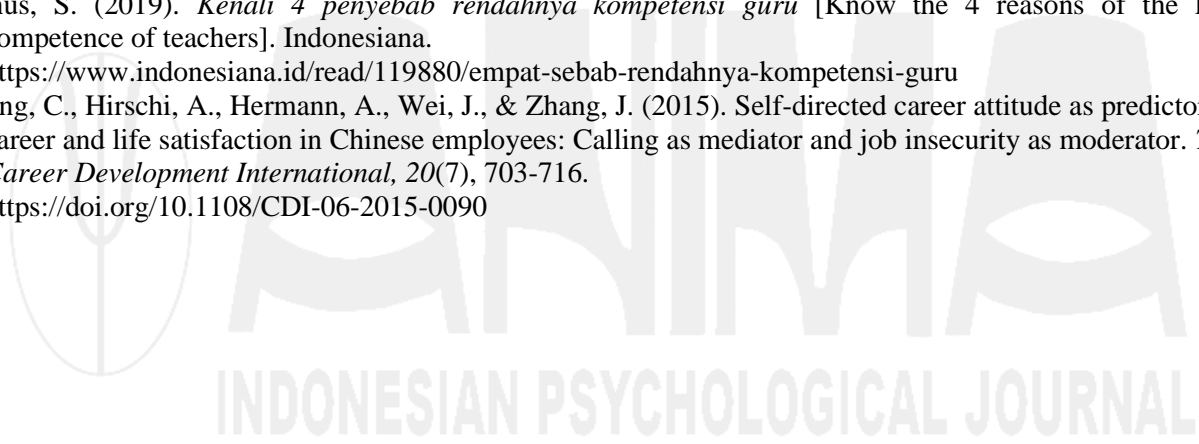 nus, S. (2019). Kenali 4 penyebab rendahnya kompetensi guru [Know the 4 reasons of the
ompetence of teachers]. Indonesiana.
ttps://www.indonesiana.id/read/119880/empat-sebab-rendahnya-kompetensi-guru
ng, C., Hirschi, A., Hermann, A., Wei, J., & Zhang, J. (2015). Self-directed career attitude as predicto
areer and life satisfaction in Chinese employees: Calling as mediator and job insecurity as moderator.
Career Development International, 20(7), 703-716.
ttps://doi.org/10.1108/CDI-06-2015-0090
ANIMA
INDONESIAN PSYCHOLOGICAL JOURNAL